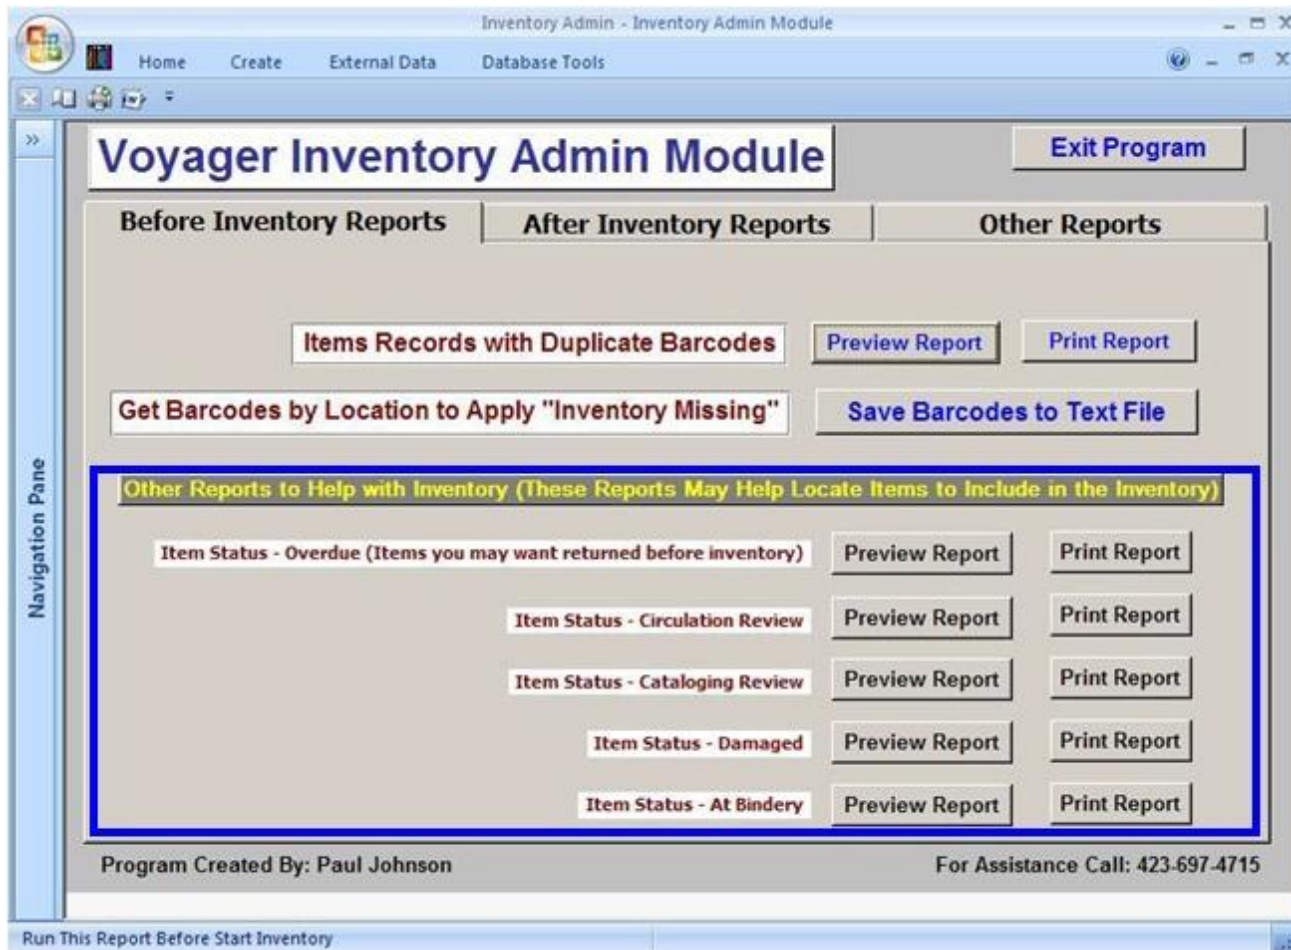 Inventory Admin - Inventory Admin Module
Home Create External Data Database Tools
Voyager Inventory Admin Module
Exit Program
Before Inventory Reports After Inventory Reports Other Reports
Items Records with Duplicate Barcodes Preview Report Print Report
Get Barcodes by Location to Apply "Inventory Missing" Save Barcodes to Text File
Other Reports to Help with Inventory (These Reports May Help Locate Items to Include in the Inventory)
Item Status - Overdue (Items you may want returned before inventory) Preview Report Print Report
Item Status - Circulation Review Preview Report Print Report
Item Status - Cataloging Review Preview Report Print Report
Item Status - Damaged Preview Report Print Report
Item Status - At Bindery Preview Report Print Report
Navigation Pane
Program Created By: Paul Johnson For Assistance Call: 423-697-4715
Run This Report Before Start Inventory